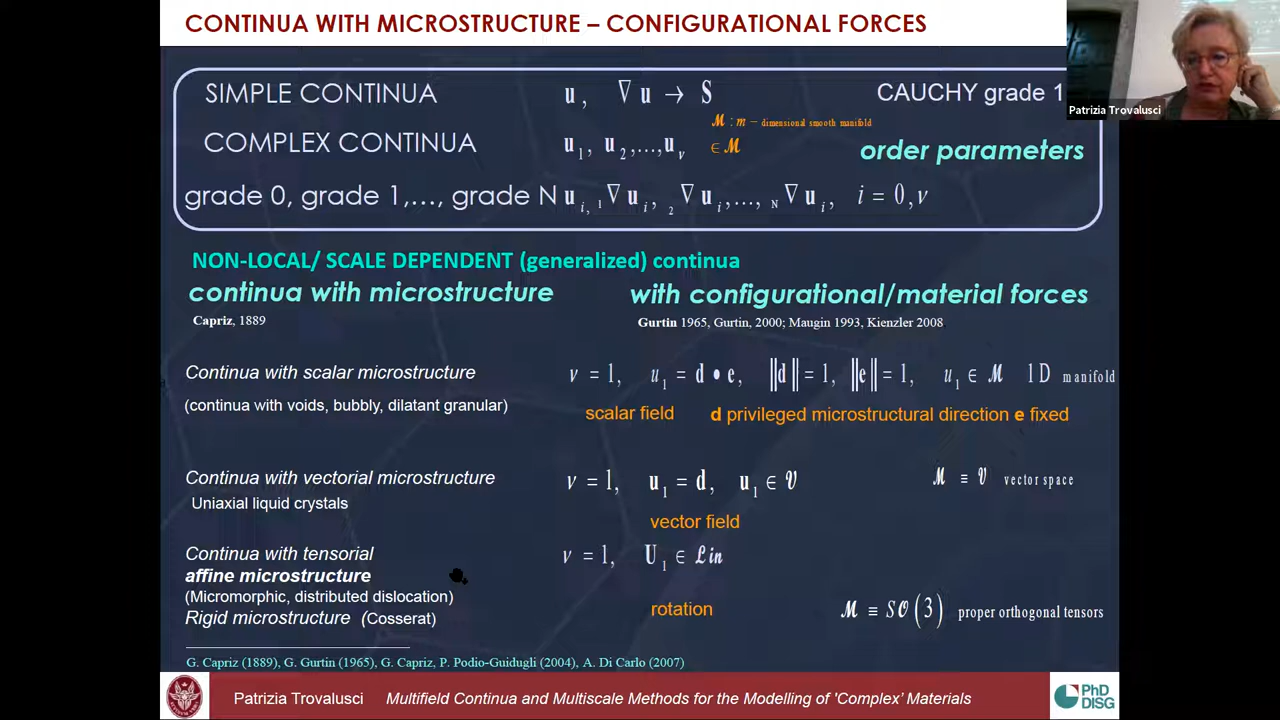 CONTINUA WITH MICROSTRUCTURE – CONFIGURATIONAL FORCES
Patrizia Trovalusci
SIMPLE CONTINUA u, ∇u → S CAUCHY grade 1
ℳ : m – dimensional smooth manifold
COMPLEX CONTINUA u₁, u₂,...,uᵥ ∈ ℳ order parameters
grade 0, grade 1,…, grade N uᵢ, ₁∇uᵢ, ₂∇uᵢ,..., ɴ∇uᵢ, i = 0,ν
NON-LOCAL/ SCALE DEPENDENT (generalized) continua
continua with microstructure with configurational/material forces
Capriz, 1889 Gurtin 1965, Gurtin, 2000; Maugin 1993, Kienzler 2008.
Continua with scalar microstructure ν = 1, u₁ = d • e, ‖d‖ = 1, ‖e‖ = 1, u₁ ∈ ℳ 1D manifold
(continua with voids, bubbly, dilatant granular) scalar field d privileged microstructural direction e fixed
Continua with vectorial microstructure ν = 1, u₁ = d, u₁ ∈ 𝒱 ℳ ≡ 𝒱 vector space
Uniaxial liquid crystals
vector field
Continua with tensorial ν = 1, U₁ ∈ ℒin
affine microstructure
(Micromorphic, distributed dislocation)
Rigid microstructure (Cosserat) rotation ℳ ≡ S𝒪(3) proper orthogonal tensors
G. Capriz (1889), G. Gurtin (1965), G. Capriz, P. Podio-Guidugli (2004), A. Di Carlo (2007)
Patrizia Trovalusci Multifield Continua and Multiscale Methods for the Modelling of 'Complex' Materials
PhD
DISG